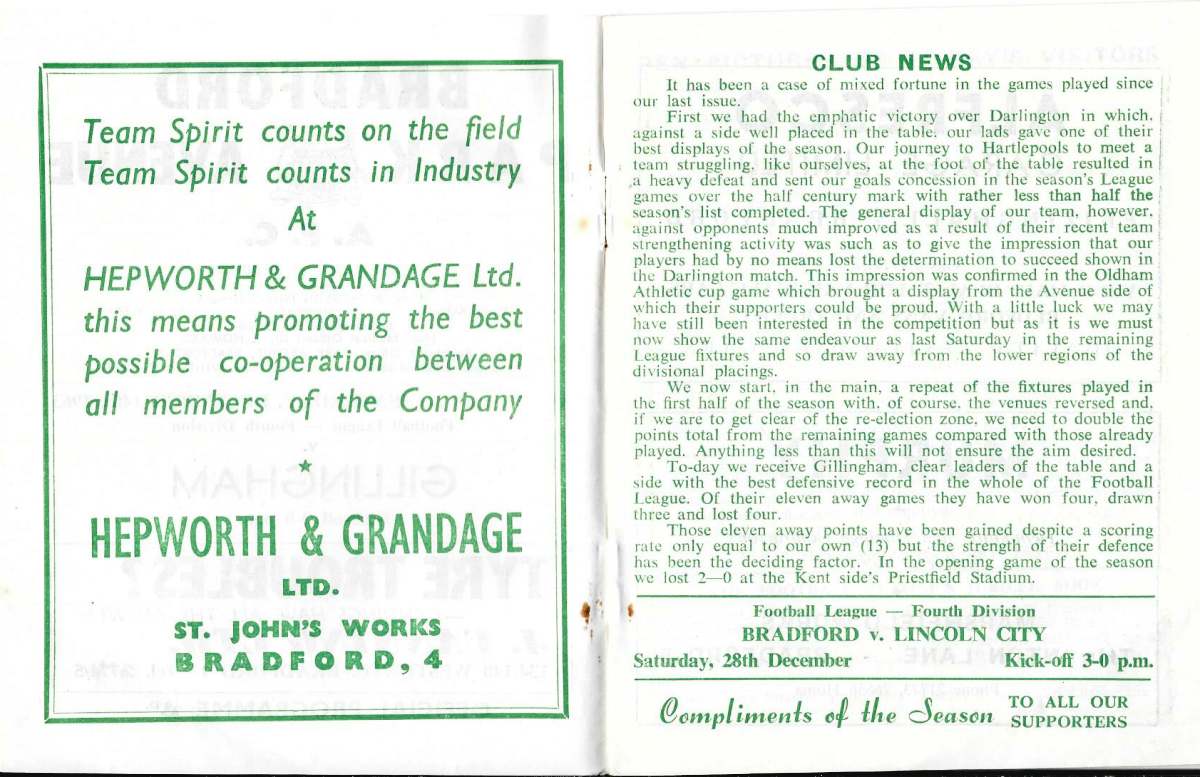 Team Spirit counts on the field
Team Spirit counts in Industry
At
HEPWORTH & GRANDAGE Ltd.
this means promoting the best
possible co-operation between
all members of the Company
HEPWORTH & GRANDAGE
LTD.
ST. JOHN'S WORKS
BRADFORD, 4
CLUB NEWS
It has been a case of mixed fortune in the games played since
our last issue.
First we had the emphatic victory over Darlington in which,
against a side well placed in the table, our lads gave one of their
best displays of the season. Our journey to Hartlepools to meet a
team struggling, like ourselves, at the foot of the table resulted in
a heavy defeat and sent our goals concession in the season's League
games over the half century mark with rather less than half the
season's list completed. The general display of our team, however,
against opponents much improved as a result of their recent team
strengthening activity was such as to give the impression that our
players had by no means lost the determination to succeed shown in
the Darlington match. This impression was confirmed in the Oldham
Athletic cup game which brought a display from the Avenue side of
which their supporters could be proud. With a little luck we may
have still been interested in the competition but as it is we must
now show the same endeavour as last Saturday in the remaining
League fixtures and so draw away from the lower regions of the
divisional placings.
We now start, in the main, a repeat of the fixtures played in
the first half of the season with, of course, the venues reversed and,
if we are to get clear of the re-election zone, we need to double the
points total from the remaining games compared with those already
played. Anything less than this will not ensure the aim desired.
To-day we receive Gillingham, clear leaders of the table and a
side with the best defensive record in the whole of the Football
League. Of their eleven away games they have won four, drawn
three and lost four.
Those eleven away points have been gained despite a scoring
rate only equal to our own (13) but the strength of their defence
has been the deciding factor. In the opening game of the season
we lost 2—0 at the Kent side's Priestfield Stadium.
Football League — Fourth Division
BRADFORD v. LINCOLN CITY
Saturday, 28th December Kick-off 3-0 p.m.
Compliments of the Season TO ALL OUR
SUPPORTERS